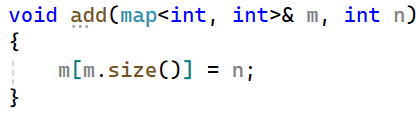 void add(map<int, int>& m, int n)
{
    m[m.size()] = n;
}